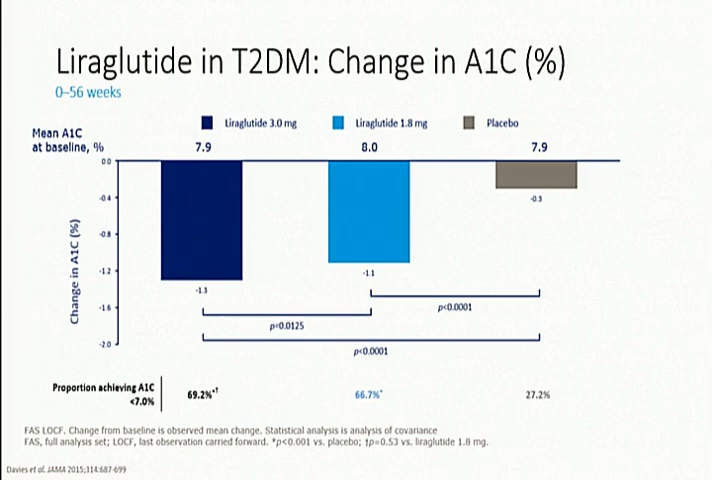 Liraglutide in T2DM: Change in A1C (%)
0–56 weeks
Liraglutide 3.0 mg
Liraglutide 1.8 mg
Placebo
Mean A1C
at baseline, %
7.9
8.0
7.9
0.0
-0.4
-0.8
-1.2
-1.6
-2.0
Change in A1C (%)
-1.3
-1.1
-0.3
p=0.0125
p<0.0001
p<0.0001
Proportion achieving A1C
<7.0%
69.2%*†
66.7%*
27.2%
FAS LOCF. Change from baseline is observed mean change. Statistical analysis is analysis of covariance
FAS, full analysis set; LOCF, last observation carried forward. *p<0.001 vs. placebo; †p=0.53 vs. liraglutide 1.8 mg.
Davies et al. JAMA 2015;314:687-699